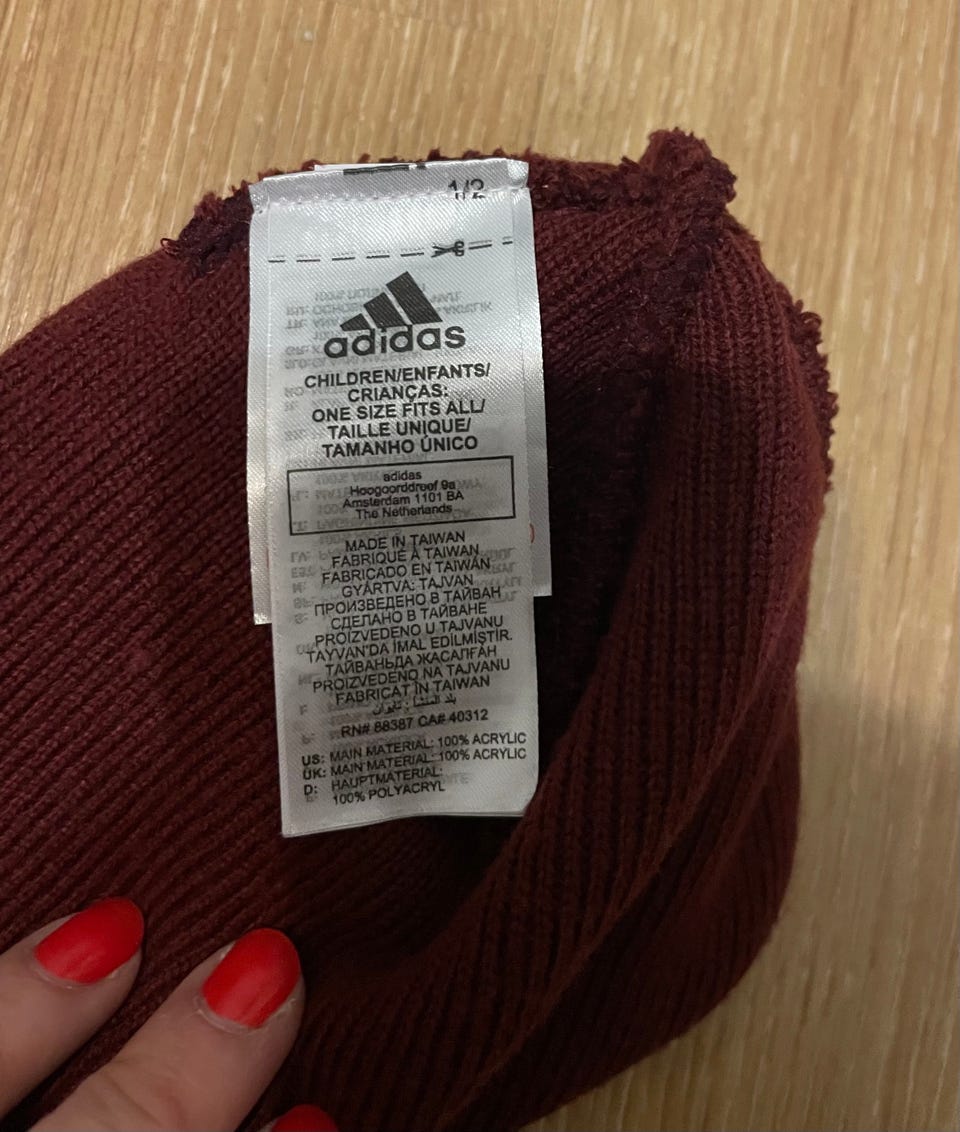 1/2
adidas
CHILDREN/ENFANTS/
CRIANÇAS:
ONE SIZE FITS ALL/
TAILLE UNIQUE/
TAMANHO ÚNICO
adidas
Hoogoorddreef 9a
Amsterdam 1101 BA
The Netherlands
MADE IN TAIWAN
FABRIQUÉ À TAIWAN
FABRICADO EN TAIWÁN
GYÁRTVA: TAJVAN
ПРОИЗВЕДЕНО В ТАЙВАН
СДЕЛАНО В ТАЙВАНЕ
PROIZVEDENO U TAJVANU
TAYVAN'DA İMAL EDİLMİŞTİR.
ТАЙВАНЬДА ЖАСАЛҒАН
PROIZVEDENO NA TAJVANU
FABRICAT ÎN TAIWAN
بلد المنشأ: تايوان
RN# 88387 CA# 40312
US: MAIN MATERIAL: 100% ACRYLIC
UK: MAIN MATERIAL: 100% ACRYLIC
D: HAUPTMATERIAL:
100% POLYACRYL